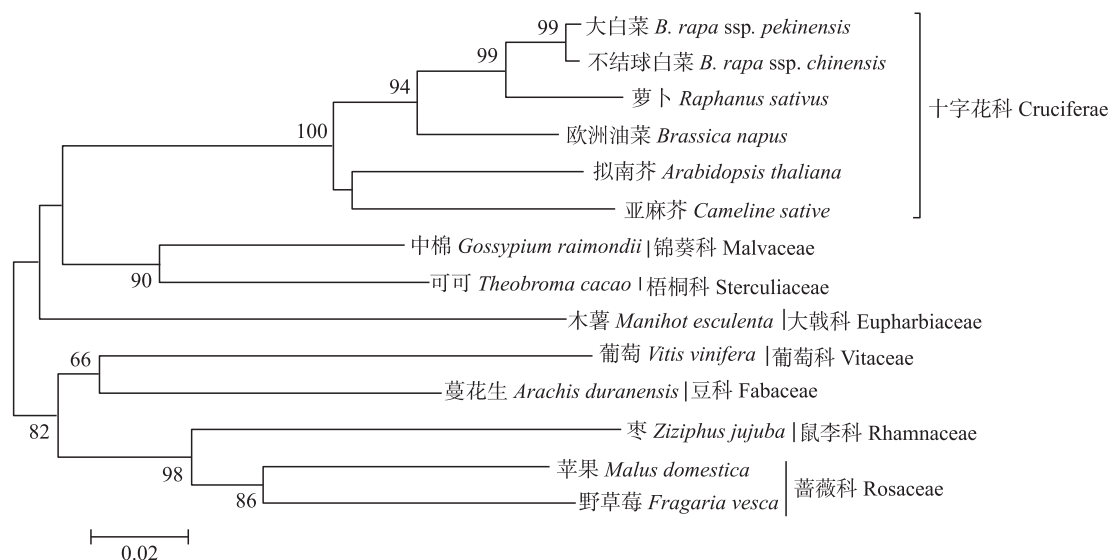 99
大白菜 B. rapa ssp. pekinensis
99
不结球白菜 B. rapa ssp. chinensis
94
萝卜 Raphanus sativus
十字花科 Cruciferae
100
欧洲油菜 Brassica napus
拟南芥 Arabidopsis thaliana
亚麻芥 Cameline sative
中棉 Gossypium raimondii 锦葵科 Malvaceae
90
可可 Theobroma cacao 梧桐科 Sterculiaceae
木薯 Manihot esculenta 大戟科 Eupharbiaceae
66
葡萄 Vitis vinifera 葡萄科 Vitaceae
蔓花生 Arachis duranensis 豆科 Fabaceae
82
枣 Ziziphus jujuba 鼠李科 Rhamnaceae
98
苹果 Malus domestica
蔷薇科 Rosaceae
86
野草莓 Fragaria vesca
0.02